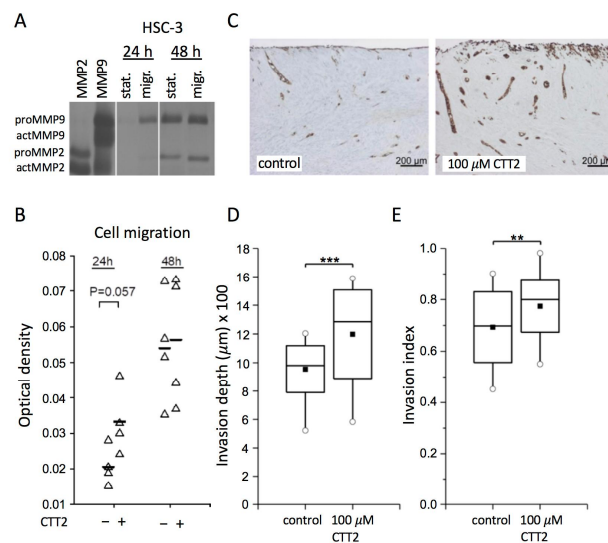 A
HSC-3
24 h
48 h
MMP2
MMP9
stat.
migr.
stat.
migr.
proMMP9
actMMP9
proMMP2
actMMP2
B
Cell migration
24h
48h
P=0.057
0.08
0.07
0.06
0.05
0.04
0.03
0.02
0.01
Optical density
CTT2
– + – +
C
control
200 µm
100 µM CTT2
200 µm
D
***
18
16
14
12
10
8
6
4
2
0
Invasion depth (µm) x 100
control
100 µM
CTT2
E
**
1.0
0.8
0.6
0.4
0.2
0.0
Invasion index
control
100 µM
CTT2